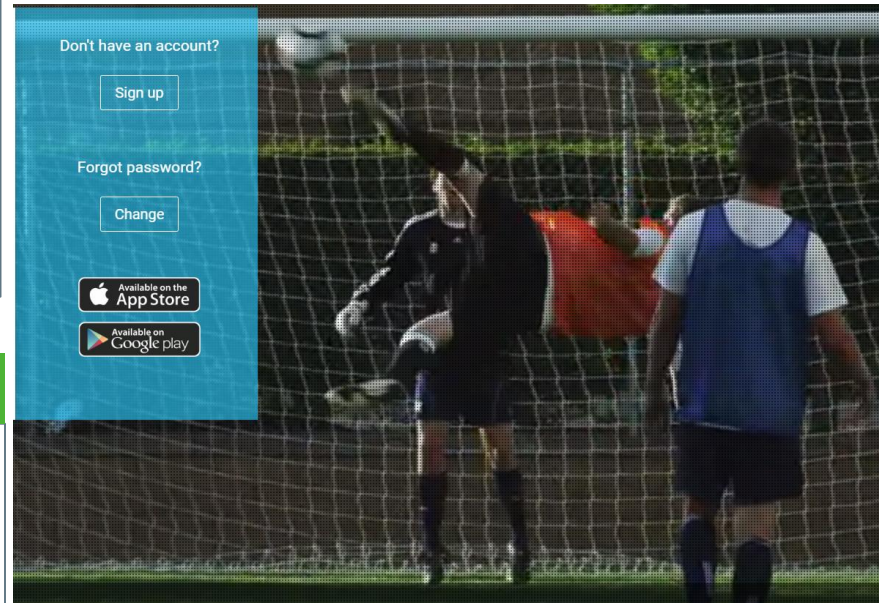 Don't have an account?
Sign up
Forgot password?
Change
Available on the
App Store
Available on
Google play